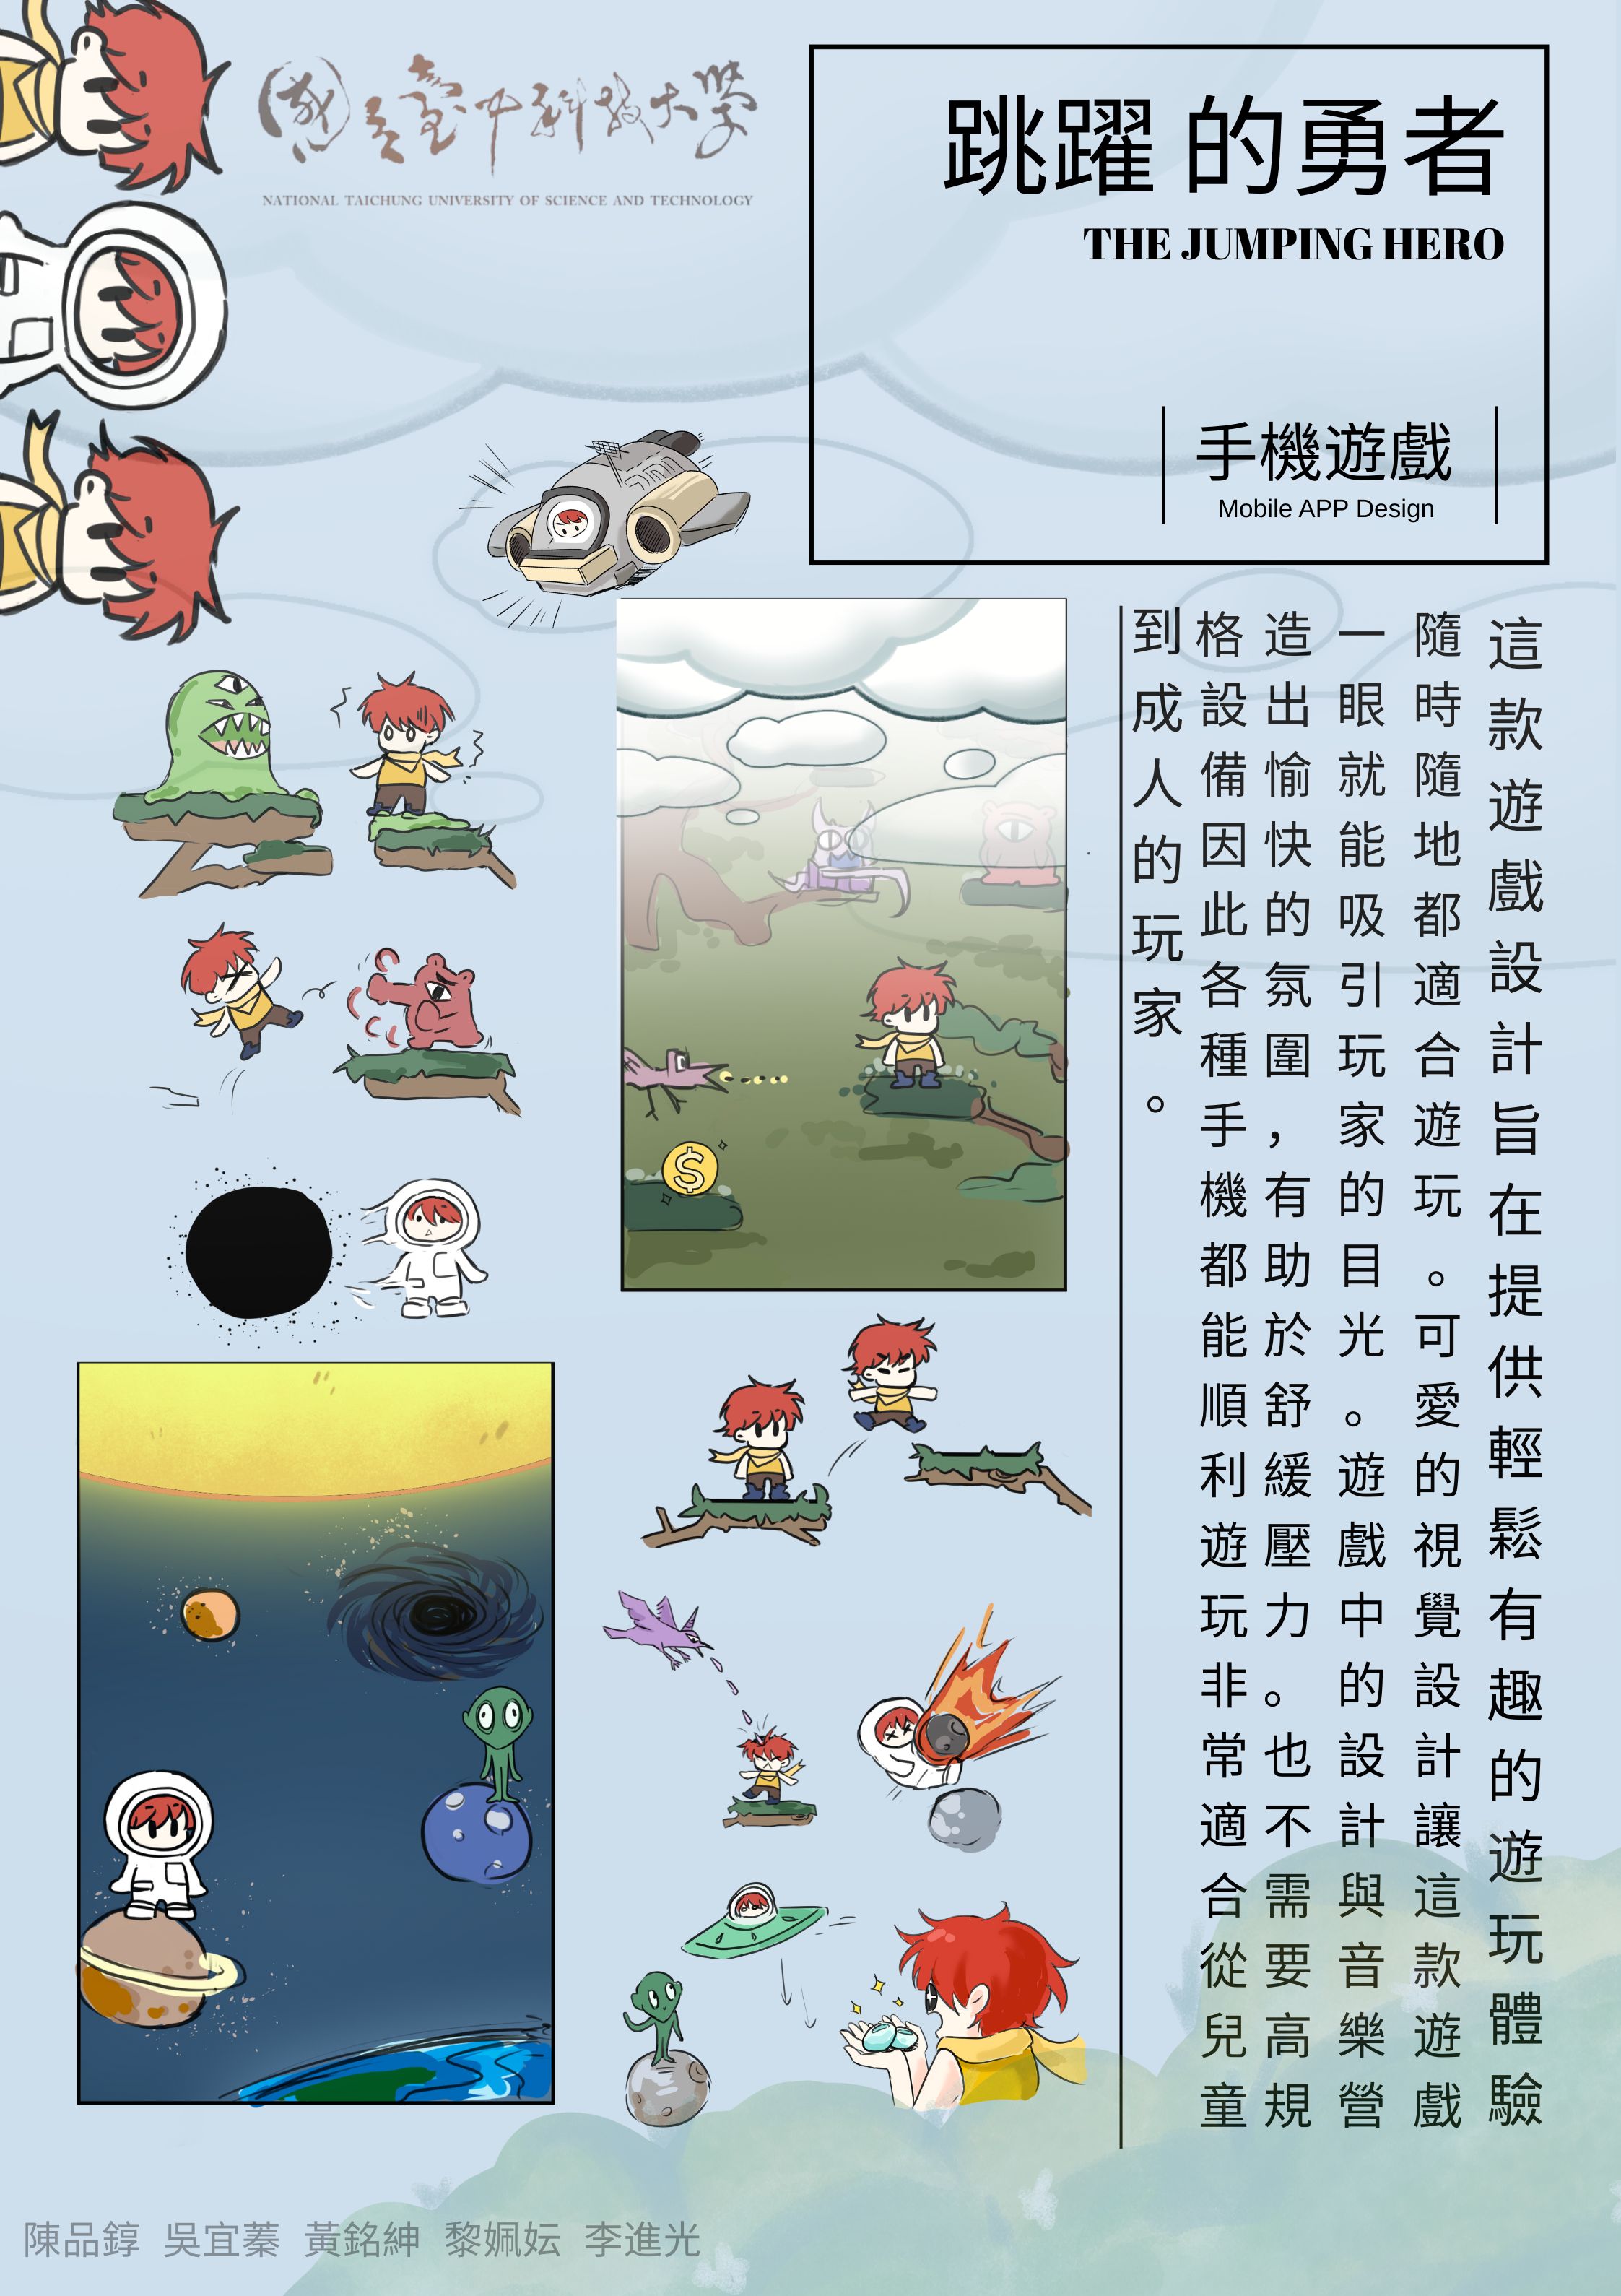 國立臺中科技大學
NATIONAL TAICHUNG UNIVERSITY OF SCIENCE AND TECHNOLOGY
跳躍 的勇者
THE JUMPING HERO
手機遊戲
Mobile APP Design
這款遊戲設計旨在提供輕鬆有趣的遊玩體驗
隨時隨地都適合遊玩。可愛的視覺設計讓這款遊戲
一眼就能吸引玩家的目光。遊戲中的設計與音樂營
造出愉快的氛圍，有助於舒緩壓力。也不需要高規
格設備因此各種手機都能順利遊玩非常適合從兒童
到成人的玩家。
$
陳品錞 吳宜蓁 黃銘紳 黎姵妘 李進光